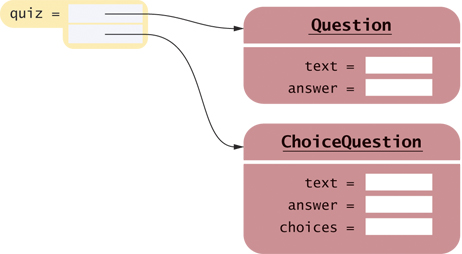 quiz =
Question
text =
answer =
ChoiceQuestion
text =
answer =
choices =